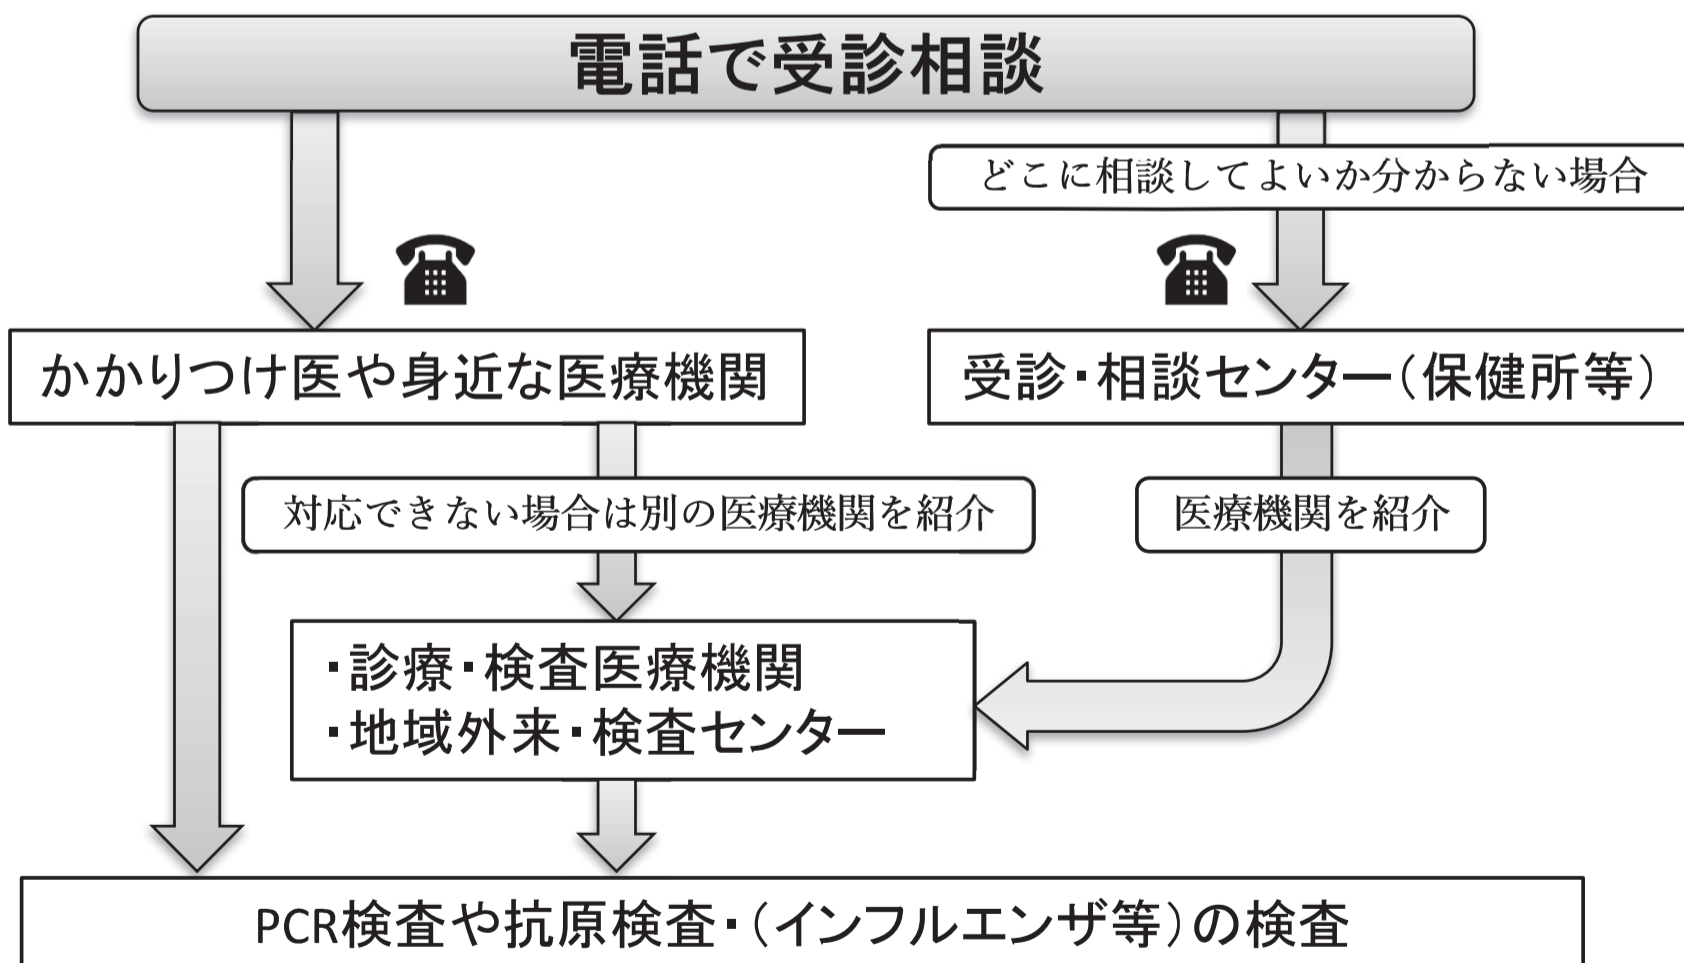 電話で受診相談
どこに相談してよいか分からない場合
かかりつけ医や身近な医療機関
受診・相談センター（保健所等）
対応できない場合は別の医療機関を紹介
医療機関を紹介
・診療・検査医療機関
・地域外来・検査センター
PCR検査や抗原検査・（インフルエンザ等）の検査